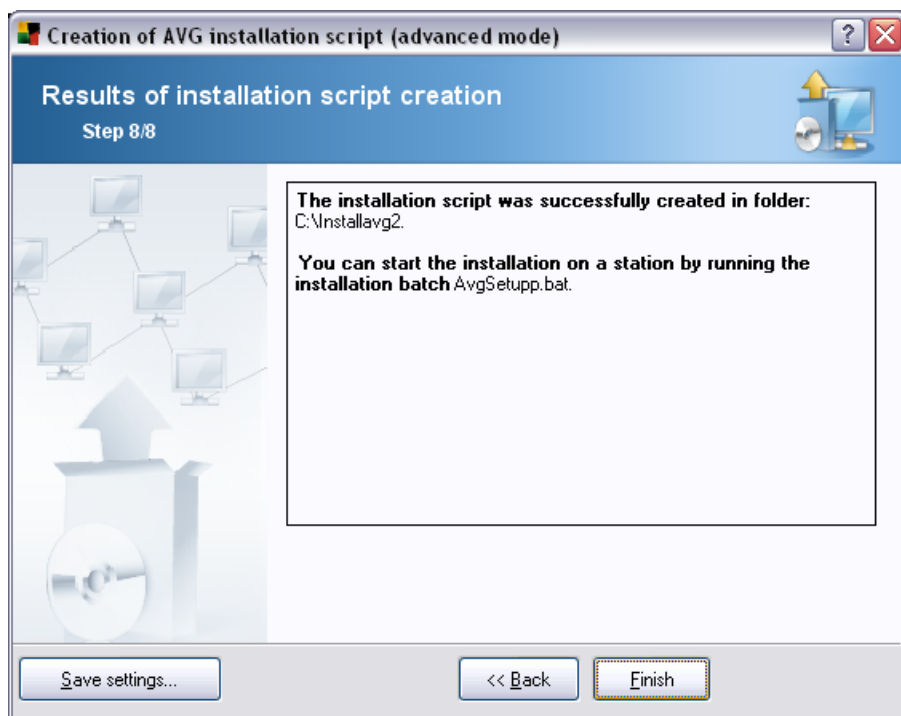 Creation of AVG installation script (advanced mode)
?
Results of installation script creation
Step 8/8
The installation script was successfully created in folder:
C:\Installavg2.
You can start the installation on a station by running the
installation batch AvgSetupp.bat.
Save settings...
<< Back
Finish